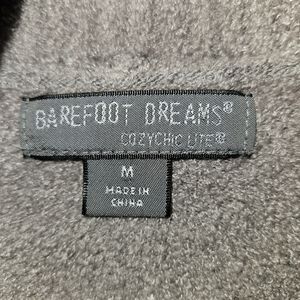 BAREFOOT DREAMS®
COZYCHIC LITE®
M
MADE IN
CHINA